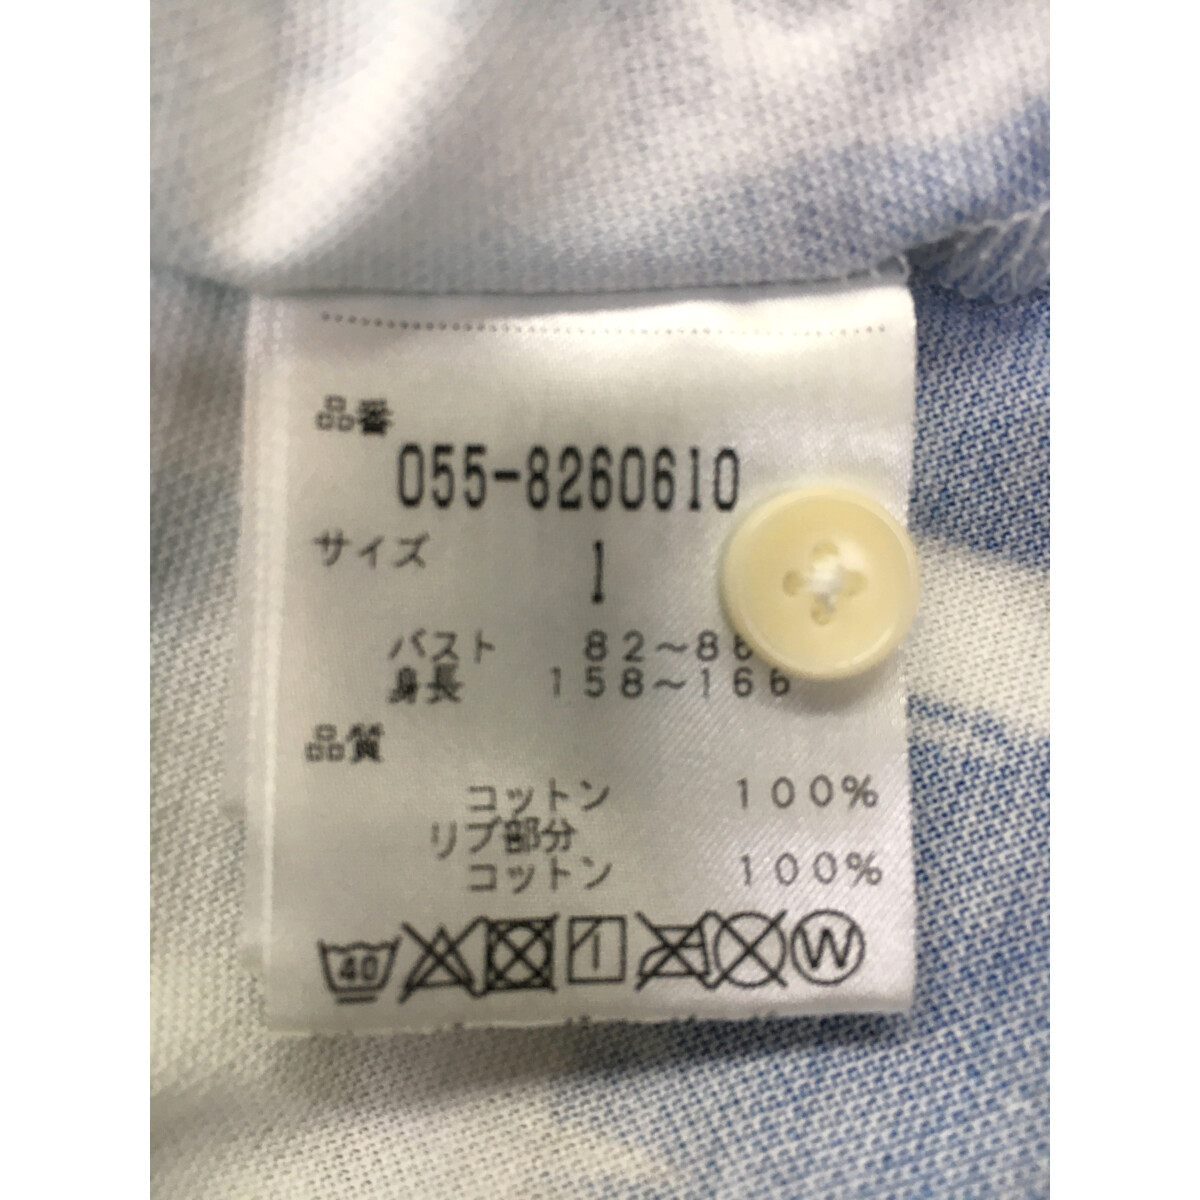 品番
055-8260610
サイズ 1
バスト 82～86
身長 158～166
品質
コットン 100%
リブ部分
コットン 100%
40 W